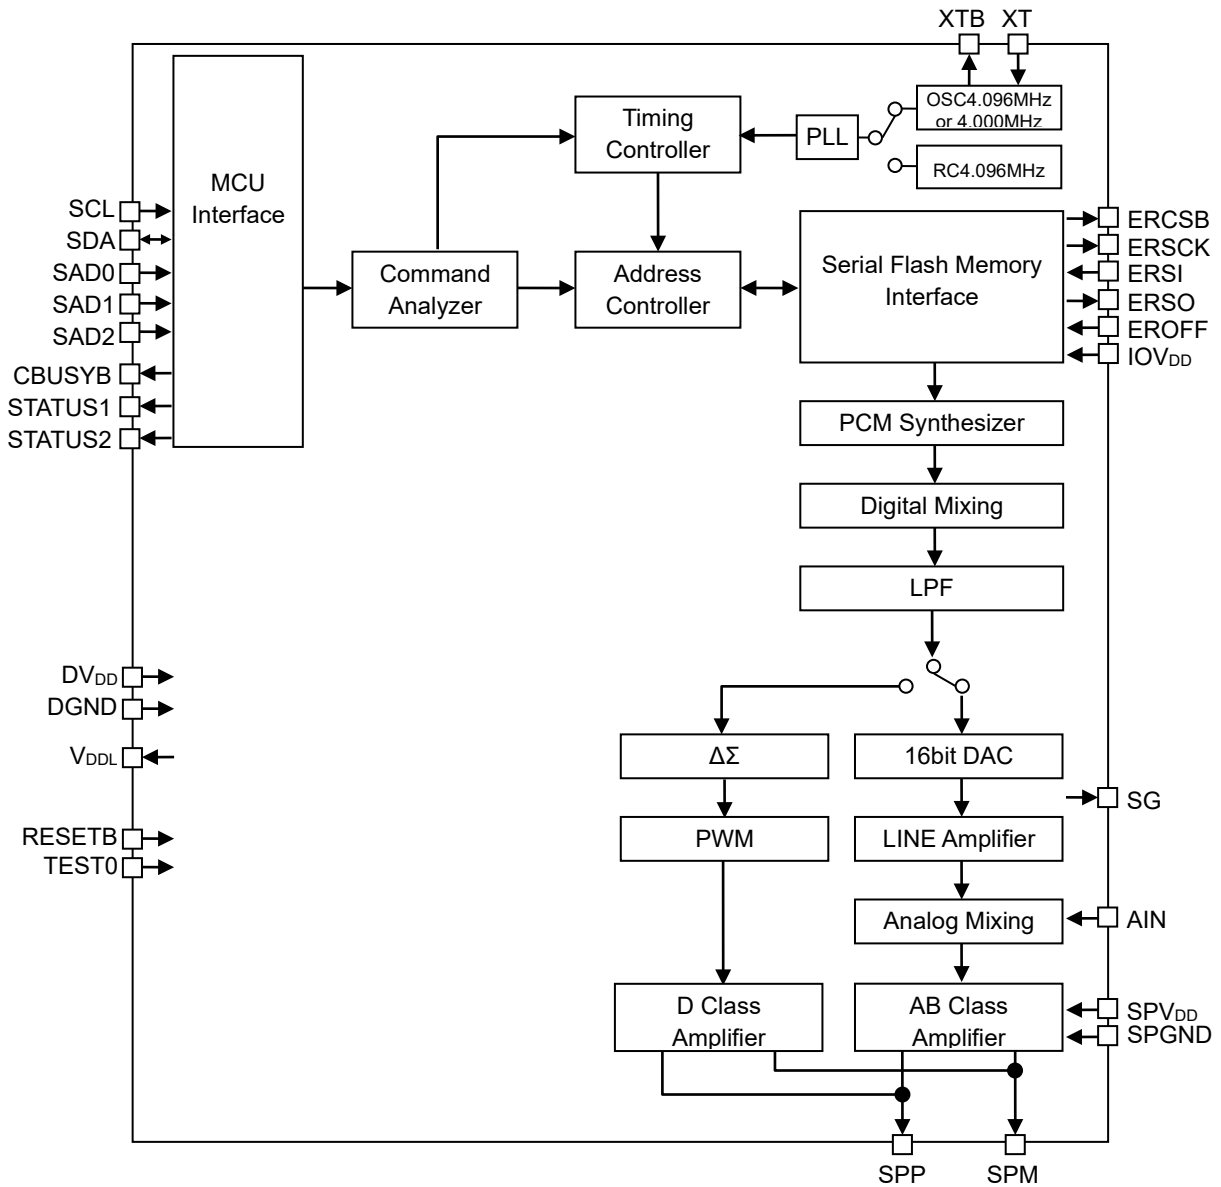 XTB
XT
OSC4.096MHz
or 4.000MHz
Timing
Controller
PLL
RC4.096MHz
MCU
Interface
SCL
SDA
SAD0
SAD1
SAD2
CBUSYB
STATUS1
STATUS2
Command
Analyzer
Address
Controller
Serial Flash Memory
Interface
ERCSB
ERSCK
ERSI
ERSO
EROFF
IOVDD
PCM Synthesizer
Digital Mixing
LPF
DVDD
DGND
VDDL
RESETB
TEST0
ΔΣ
16bit DAC
SG
PWM
LINE Amplifier
Analog Mixing
AIN
D Class
Amplifier
AB Class
Amplifier
SPVDD
SPGND
SPP
SPM